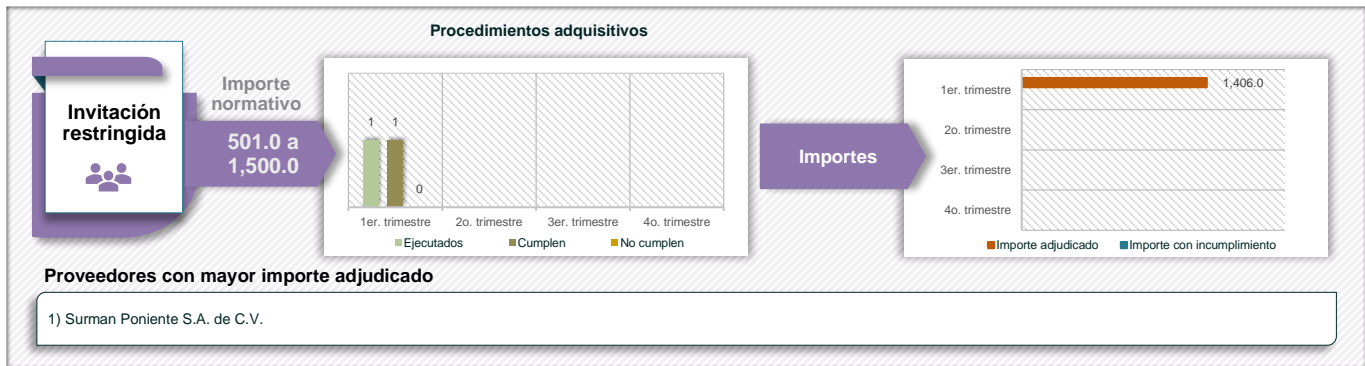 Procedimientos adquisitivos
Invitación
restringida
Importe
normativo
501.0 a
1,500.0
1 1
0
1er. trimestre 2o. trimestre 3er. trimestre 4o. trimestre
Ejecutados Cumplen No cumplen
Importes
1er. trimestre 1,406.0
2o. trimestre
3er. trimestre
4o. trimestre
Importe adjudicado Importe con incumplimiento
Proveedores con mayor importe adjudicado
1) Surman Poniente S.A. de C.V.